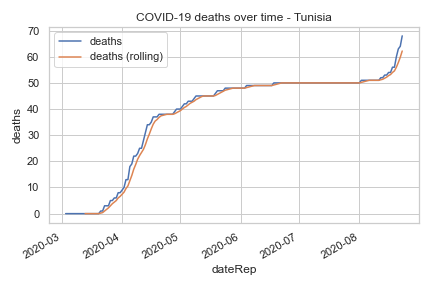 COVID-19 deaths over time - Tunisia
deaths
deaths (rolling)
70
60
50
40
30
20
10
0
deaths
2020-03
2020-04
2020-05
2020-06
2020-07
2020-08
dateRep